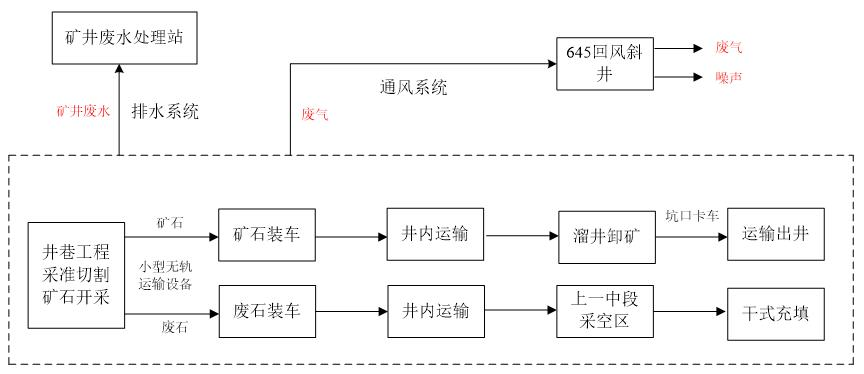 矿井废水处理站
645回风斜
井
废气
噪声
通风系统
矿井废水
排水系统
废气
矿石
坑口卡车
井巷工程
采准切割
矿石开采
矿石装车
井内运输
溜井卸矿
运输出井
小型无轨
运输设备
废石
废石装车
井内运输
上一中段
采空区
干式充填